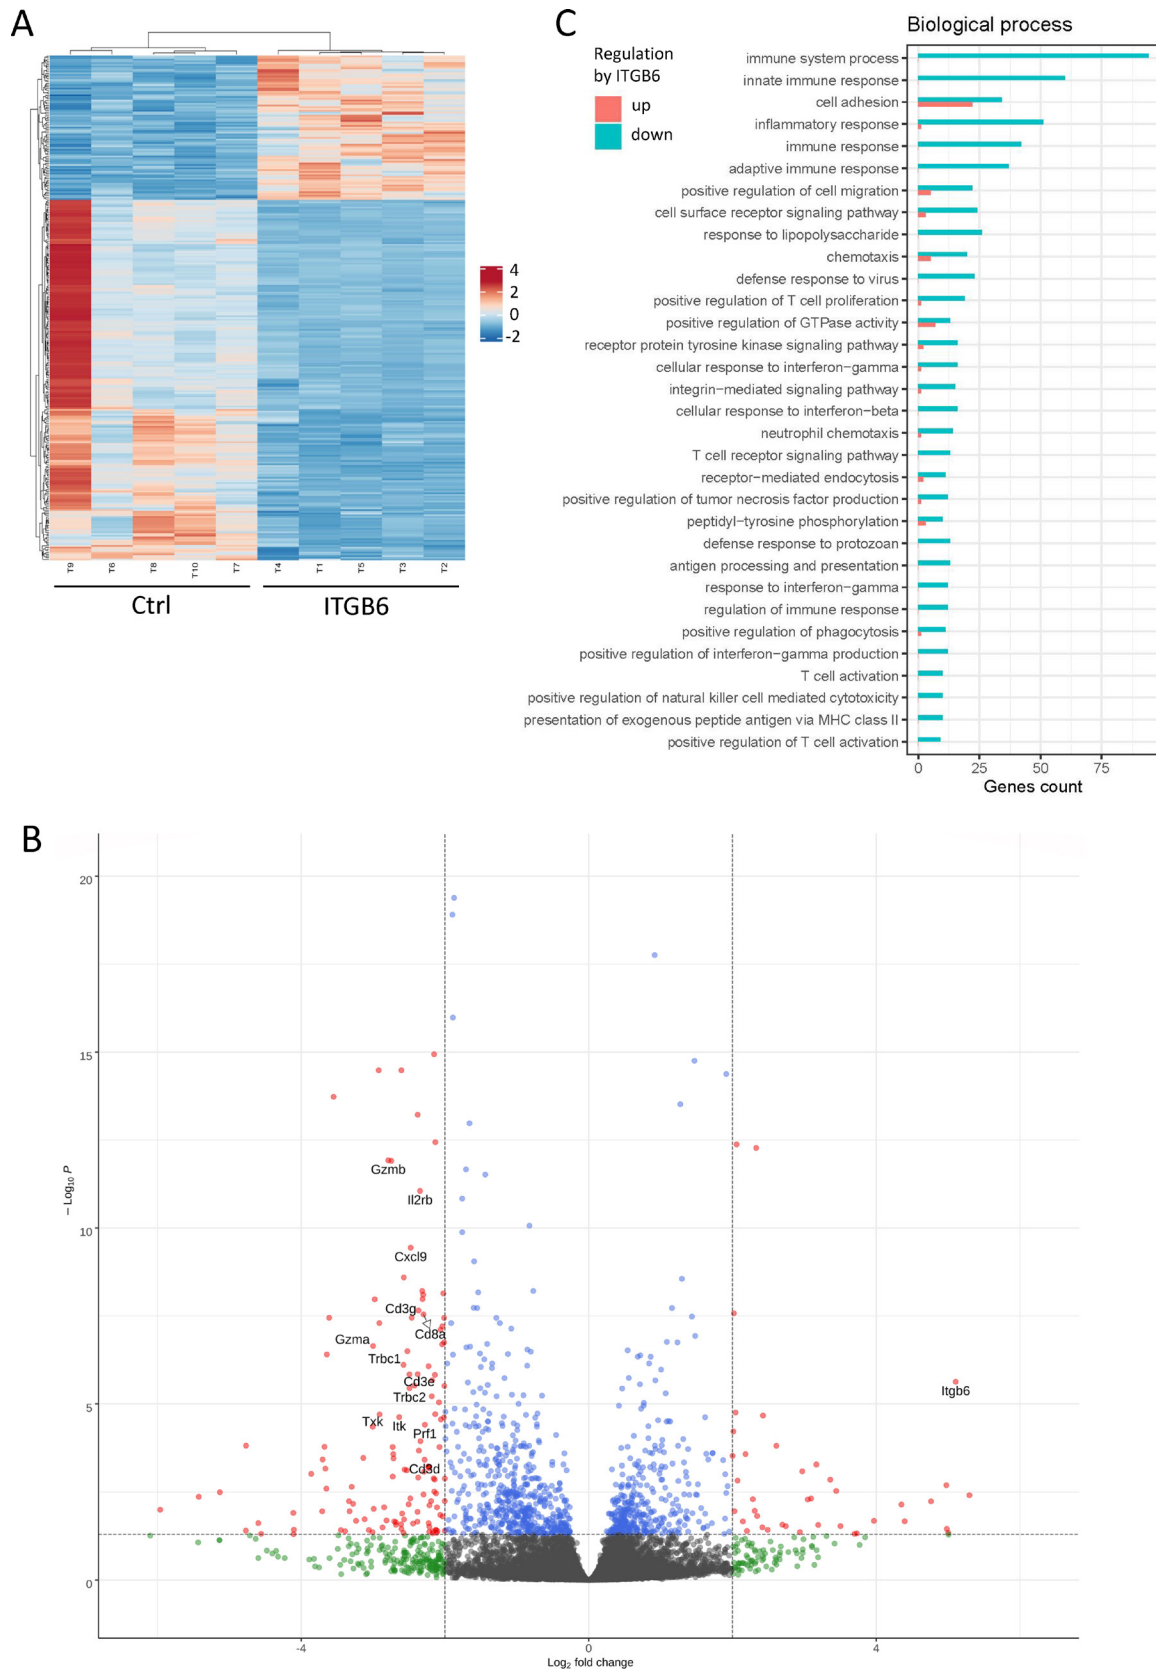 A
4
2
0
-2
T9
T6
T8
T10
T7
T4
T1
T5
T3
T2
Ctrl
ITGB6
C
Biological process
Regulation
by ITGB6
up
down
immune system process
innate immune response
cell adhesion
inflammatory response
immune response
adaptive immune response
positive regulation of cell migration
cell surface receptor signaling pathway
response to lipopolysaccharide
chemotaxis
defense response to virus
positive regulation of T cell proliferation
positive regulation of GTPase activity
receptor protein tyrosine kinase signaling pathway
cellular response to interferon−gamma
integrin−mediated signaling pathway
cellular response to interferon−beta
neutrophil chemotaxis
T cell receptor signaling pathway
receptor−mediated endocytosis
positive regulation of tumor necrosis factor production
peptidyl−tyrosine phosphorylation
defense response to protozoan
antigen processing and presentation
response to interferon−gamma
regulation of immune response
positive regulation of phagocytosis
positive regulation of interferon−gamma production
T cell activation
positive regulation of natural killer cell mediated cytotoxicity
presentation of exogenous peptide antigen via MHC class II
positive regulation of T cell activation
0
25
50
75
Genes count
B
20
15
10
5
0
− Log10 P
Gzmb
Il2rb
Cxcl9
Cd3g
Cd8a
Gzma
Trbc1
Cd3e
Trbc2
Txk
Itk
Prf1
Cd3d
Itgb6
-4
0
4
Log2 fold change